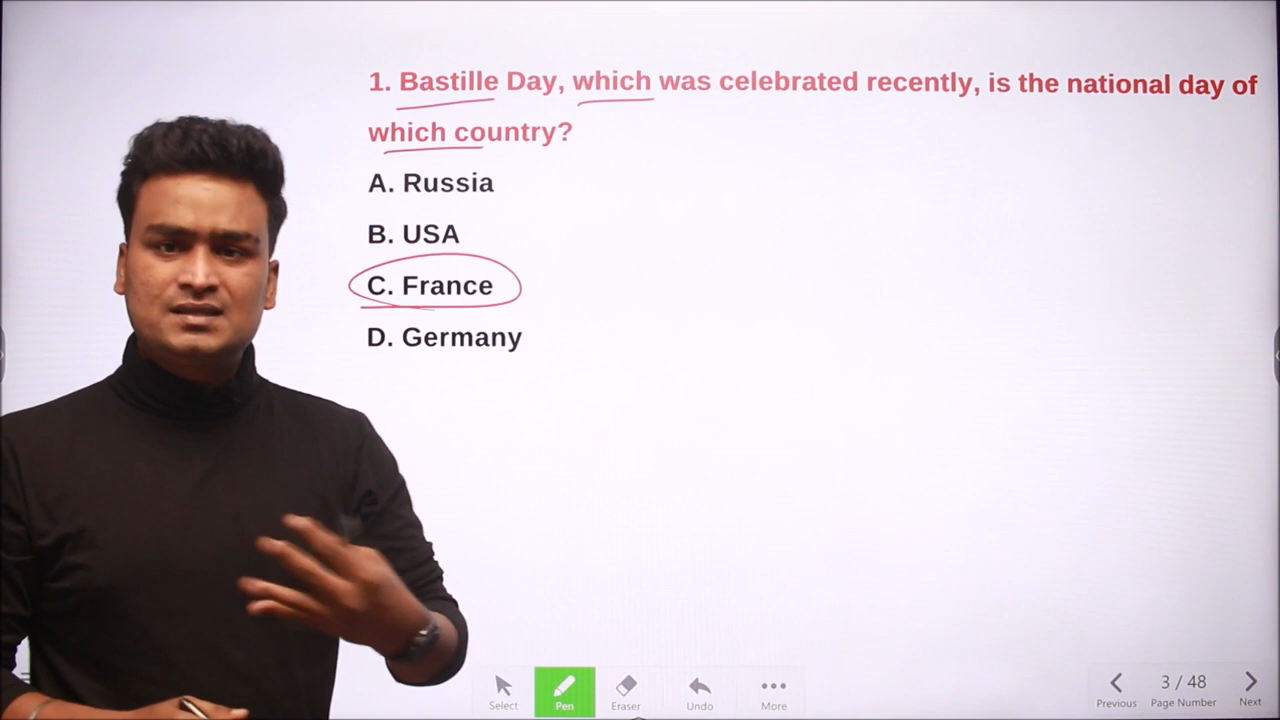 1. Bastille Day, which was celebrated recently, is the national day of
which country?
A. Russia
B. USA
C. France
D. Germany
Select
Pen
Eraser
Undo
More
Previous
3 / 48
Page Number
Next